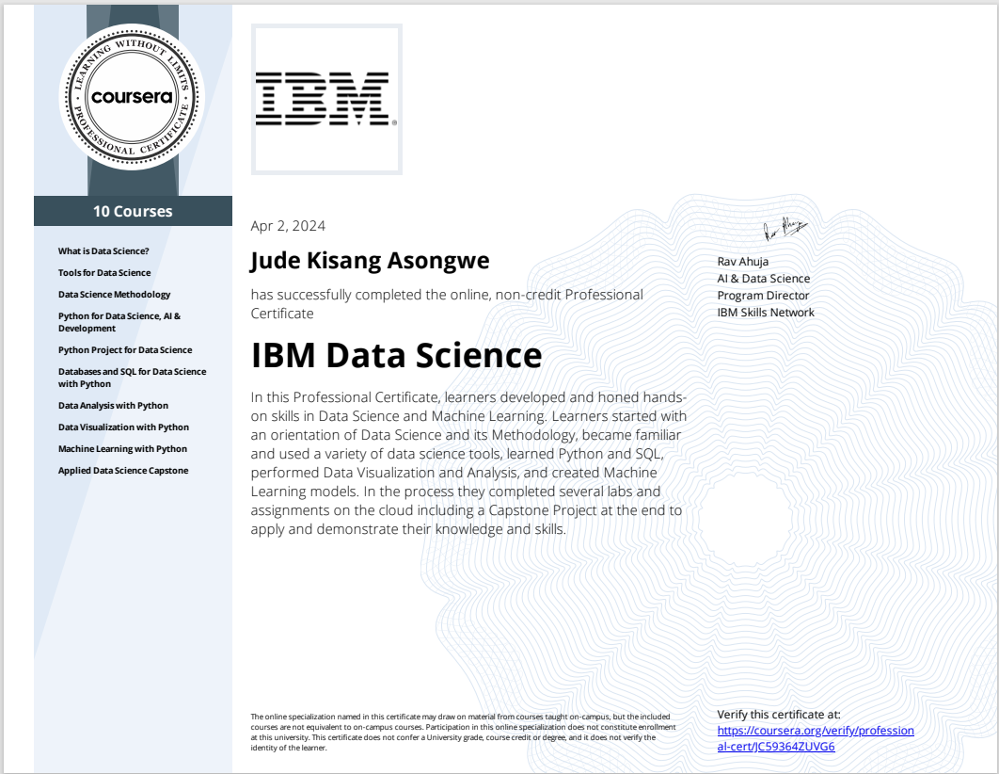 LEARNING WITHOUT LIMITS
coursera
PROFESSIONAL CERTIFICATE
10 Courses
What is Data Science?
Tools for Data Science
Data Science Methodology
Python for Data Science, AI &
Development
Python Project for Data Science
Databases and SQL for Data Science
with Python
Data Analysis with Python
Data Visualization with Python
Machine Learning with Python
Applied Data Science Capstone
IBM®
Apr 2, 2024
Jude Kisang Asongwe
has successfully completed the online, non-credit Professional
Certificate
IBM Data Science
In this Professional Certificate, learners developed and honed hands-
on skills in Data Science and Machine Learning. Learners started with
an orientation of Data Science and its Methodology, became familiar
and used a variety of data science tools, learned Python and SQL,
performed Data Visualization and Analysis, and created Machine
Learning models. In the process they completed several labs and
assignments on the cloud including a Capstone Project at the end to
apply and demonstrate their knowledge and skills.
Rav Ahuja
Rav Ahuja
AI & Data Science
Program Director
IBM Skills Network
The online specialization named in this certificate may draw on material from courses taught on-campus, but the included
courses are not equivalent to on-campus courses. Participation in this online specialization does not constitute enrollment
at this university. This certificate does not confer a University grade, course credit or degree, and it does not verify the
identity of the learner.
Verify this certificate at:
https://coursera.org/verify/profession
al-cert/JC59364ZUVG6